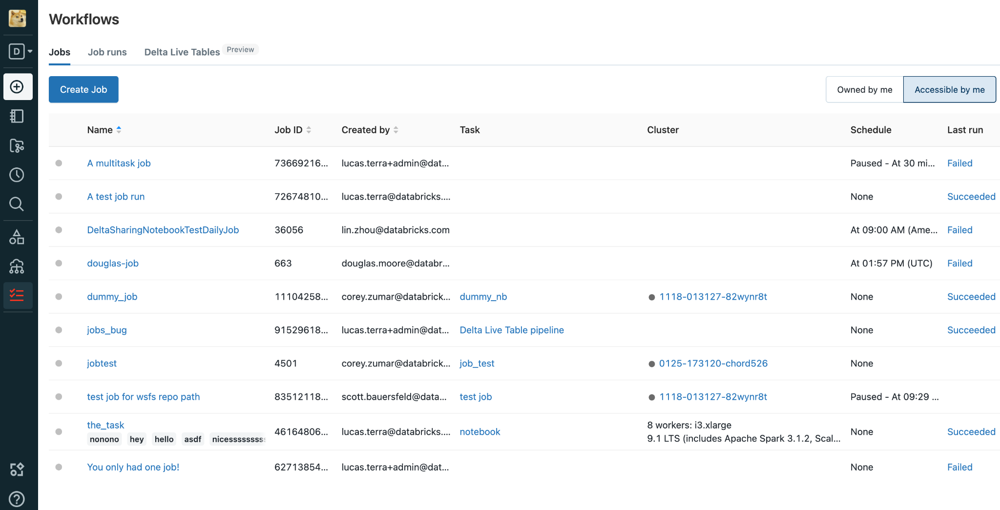 Workflows
D
Jobs Job runs Delta Live Tables Preview
Create Job Owned by me Accessible by me
Name Job ID Created by Task Cluster Schedule Last run
A multitask job 73669216... lucas.terra+admin@dat... Paused - At 30 mi... Failed
A test job run 72674810... lucas.terra@databricks.... None Succeeded
DeltaSharingNotebookTestDailyJob 36056 lin.zhou@databricks.com At 09:00 AM (Ame... Failed
douglas-job 663 douglas.moore@databr... At 01:57 PM (UTC) Failed
dummy_job 11104258... corey.zumar@databrick... dummy_nb 1118-013127-82wynr8t None Succeeded
jobs_bug 91529618... lucas.terra+admin@dat... Delta Live Table pipeline None Succeeded
jobtest 4501 corey.zumar@databrick... job_test 0125-173120-chord526 None
test job for wsfs repo path 83512118... scott.bauersfeld@data... test job 1118-013127-82wynr8t Paused - At 09:29 ...
the_task 46164806... lucas.terra@databricks.... notebook 8 workers: i3.xlarge None Succeeded
nonono hey hello asdf nicesssssssss 9.1 LTS (includes Apache Spark 3.1.2, Scal...
You only had one job! 62713854... lucas.terra+admin@dat... None Failed